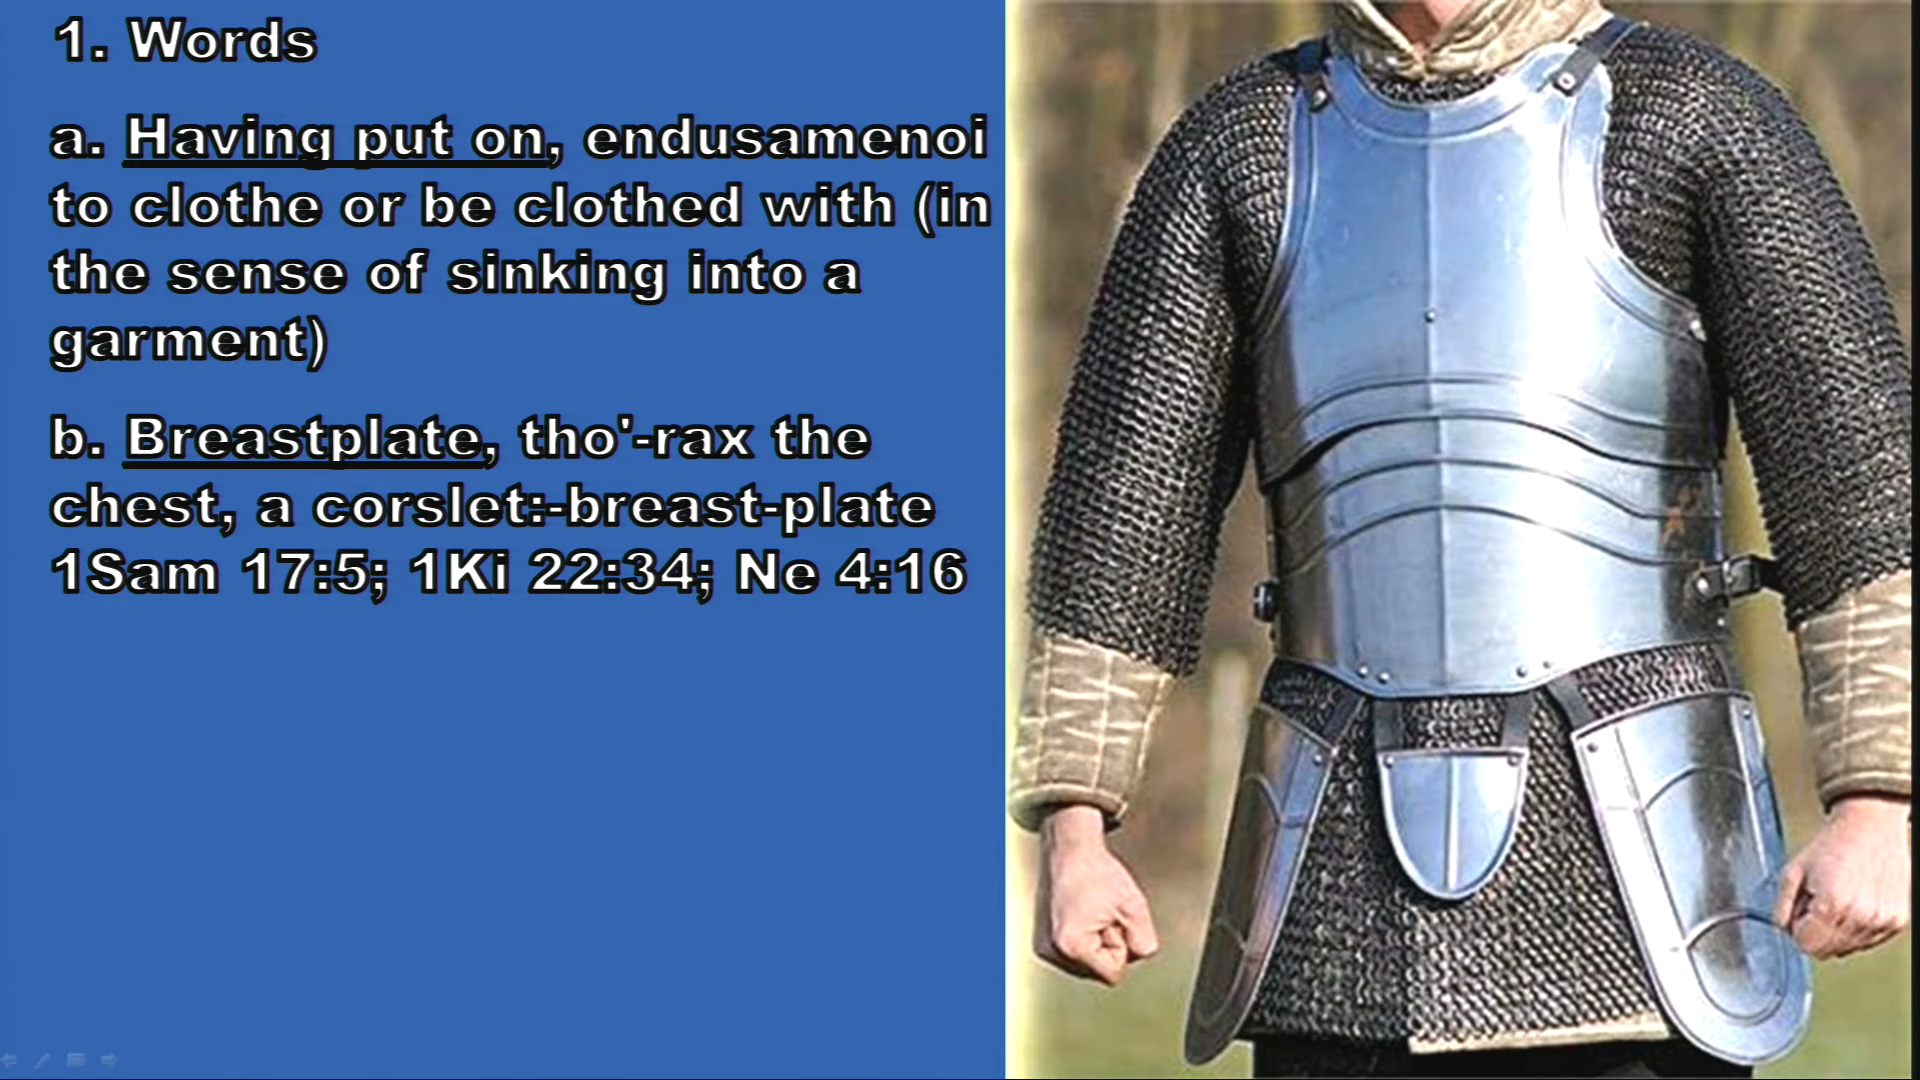 1. Words
a. Having put on, endusamenoi
to clothe or be clothed with (in
the sense of sinking into a
garment)
b. Breastplate, tho'-rax the
chest, a corslet:-breast-plate
1Sam 17:5; 1Ki 22:34; Ne 4:16